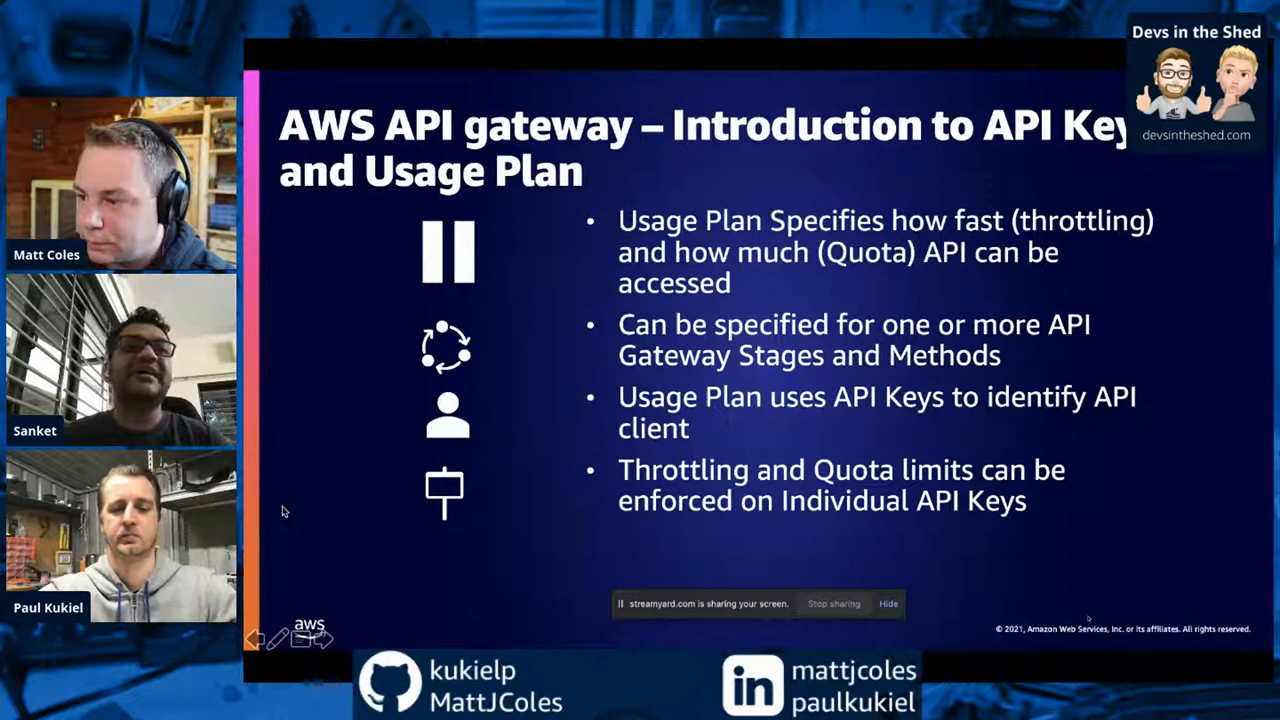 Devs in the Shed
devsintheshed.com
AWS API gateway – Introduction to API Key
and Usage Plan
• Usage Plan Specifies how fast (throttling)
and how much (Quota) API can be
accessed
• Can be specified for one or more API
Gateway Stages and Methods
• Usage Plan uses API Keys to identify API
client
• Throttling and Quota limits can be
enforced on Individual API Keys
Matt Coles
Sanket
Paul Kukiel
streamyard.com is sharing your screen.
Stop sharing
Hide
aws
© 2021, Amazon Web Services, Inc. or its affiliates. All rights reserved.
kukielp
MattJColes
in
mattjcoles
paulkukiel